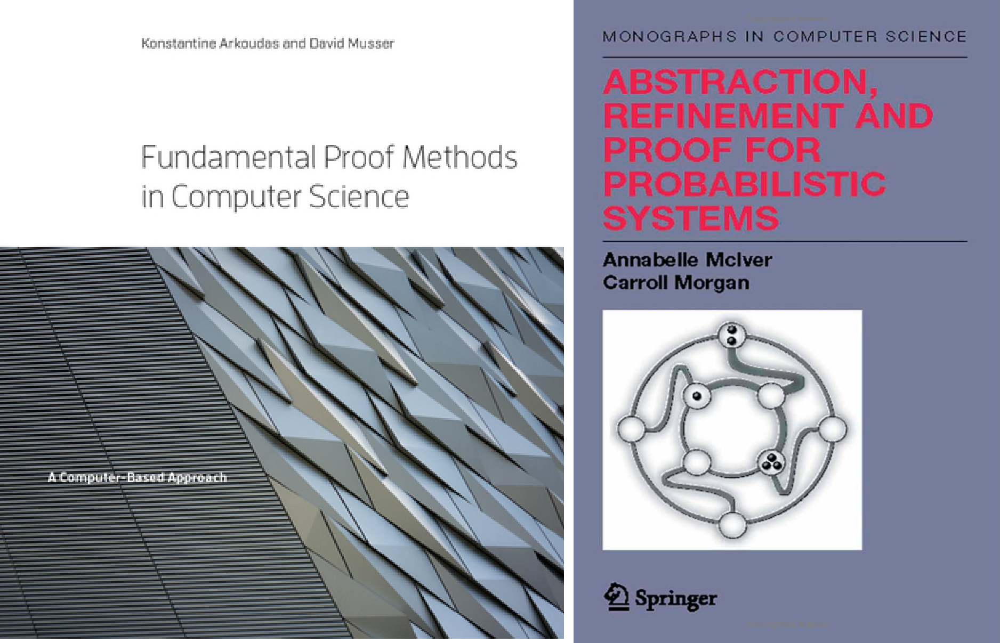 Konstantine Arkoudas and David Musser
Fundamental Proof Methods
in Computer Science
A Computer-Based Approach
MONOGRAPHS IN COMPUTER SCIENCE
ABSTRACTION,
REFINEMENT AND
PROOF FOR
PROBABILISTIC
SYSTEMS
Annabelle McIver
Carroll Morgan
Springer